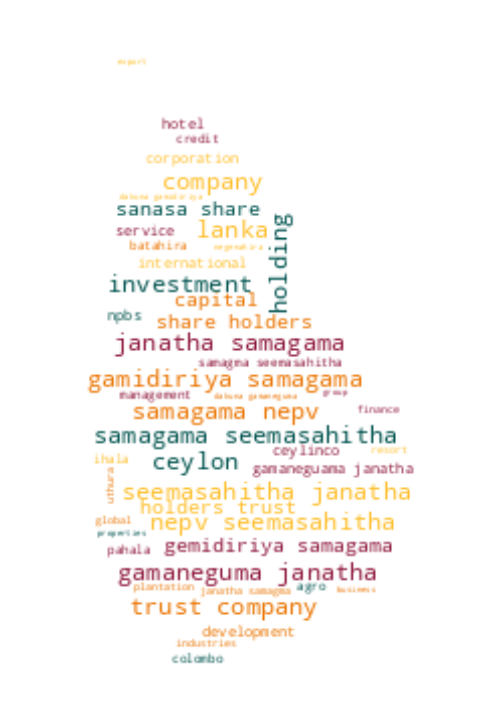 export
hotel
credit
corporation
company
sanasa share
service
lanka
holding
batahira
international
investment
capital
npbs
share holders
janatha samagama
samagma seemasahitha
gamidiriya samagama
management
dakuna gamaneguma
group
samagama nepv
finance
samagama seemasahitha
ceylinco
resort
ihala
ceylon
gamaneguama janatha
uthura
seemasahitha janatha
holders trust
global
nepv seemasahitha
properties
pahala
gemidiriya samagama
gamaneguma janatha
plantation
janatha samagma
agro
business
trust company
development
industries
colombo